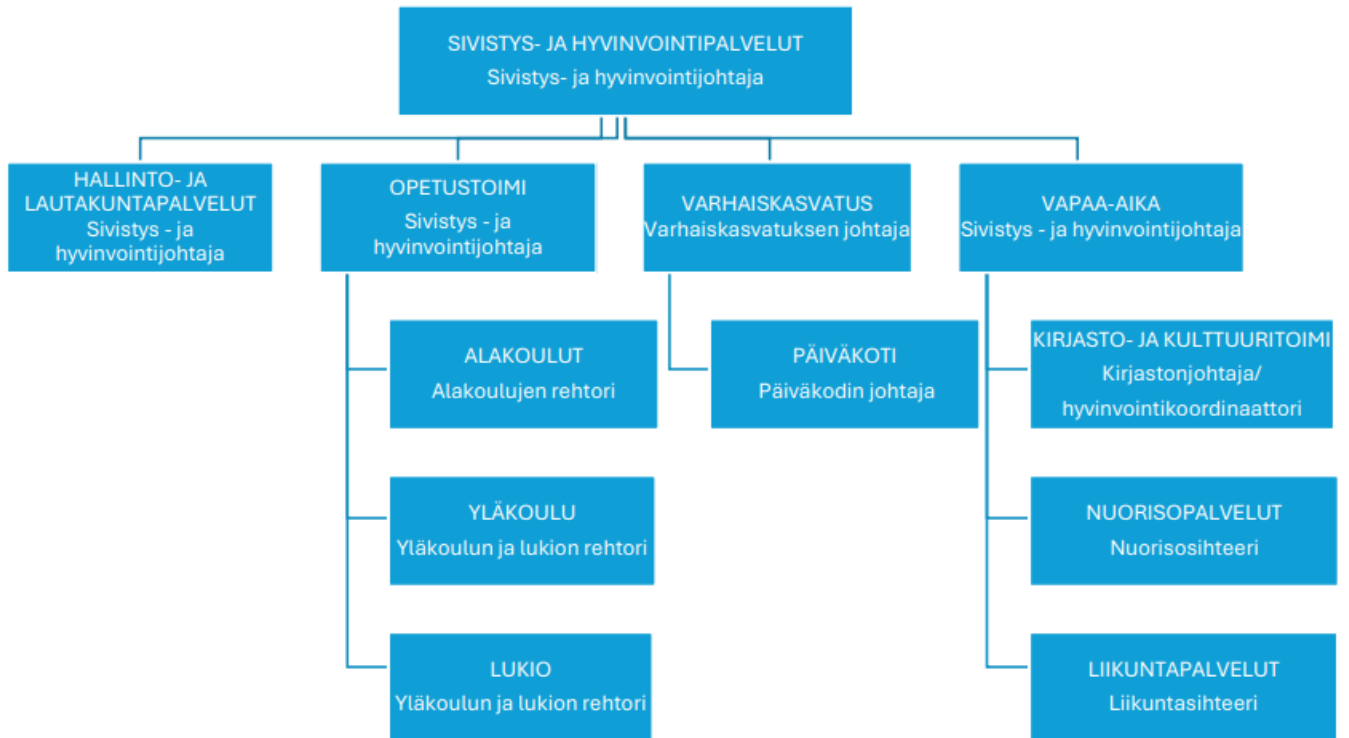 SIVISTYS- JA HYVINVOINTIPALVELUT
Sivistys- ja hyvinvointijohtaja
HALLINTO- JA
LAUTAKUNTAPALVELUT
Sivistys - ja
hyvinvointijohtaja
OPETUSTOIMI
Sivistys - ja
hyvinvointijohtaja
VARHAISKASVATUS
Varhaiskasvatuksen johtaja
VAPAA-AIKA
Sivistys - ja hyvinvointijohtaja
ALAKOULUT
Alakoulujen rehtori
PÄIVÄKOTI
Päiväkodin johtaja
KIRJASTO- JA KULTTUURITOIMI
Kirjastonjohtaja/
hyvinvointikoordinaattori
YLÄKOULU
Yläkoulun ja lukion rehtori
NUORISOPALVELUT
Nuorisosihteeri
LUKIO
Yläkoulun ja lukion rehtori
LIIKUNTAPALVELUT
Liikuntasihteeri